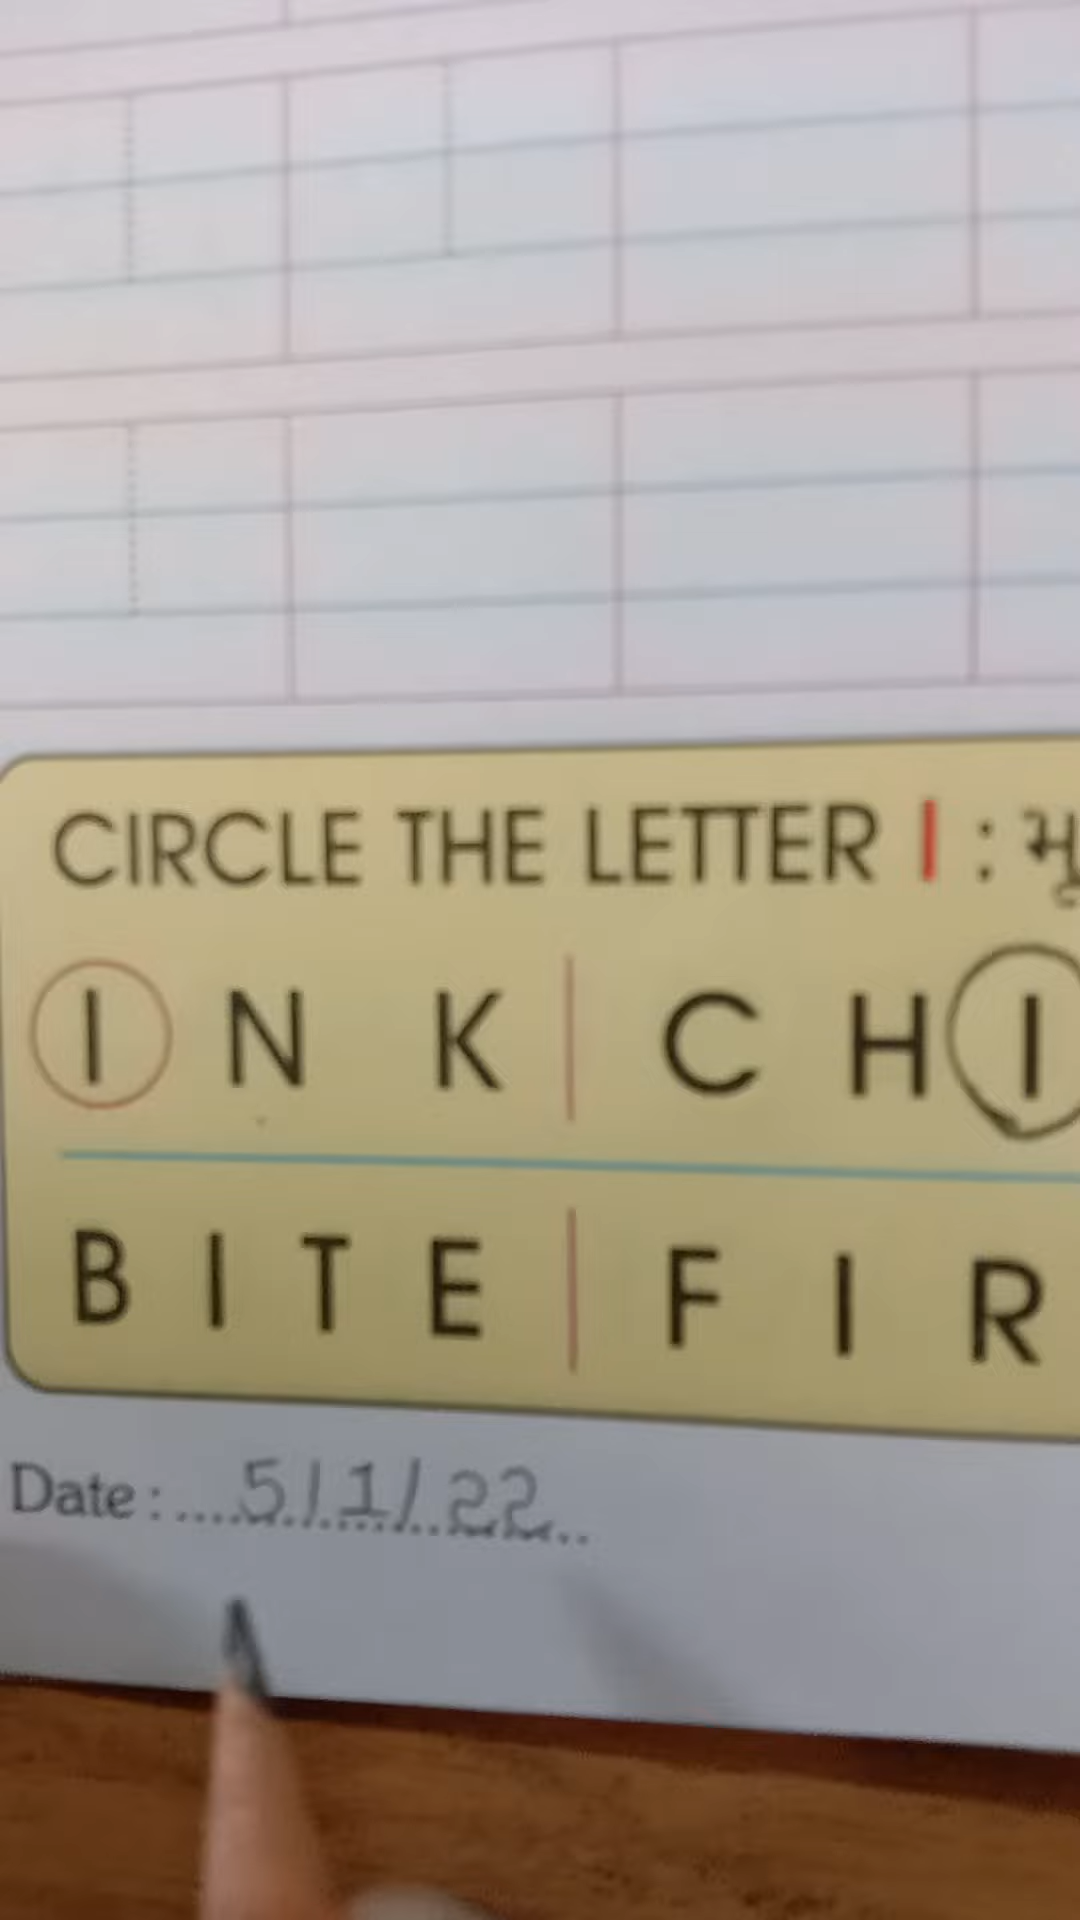 CIRCLE THE LETTER I :
I N K | C H I
B I T E | F I R
Date : 5/1/22